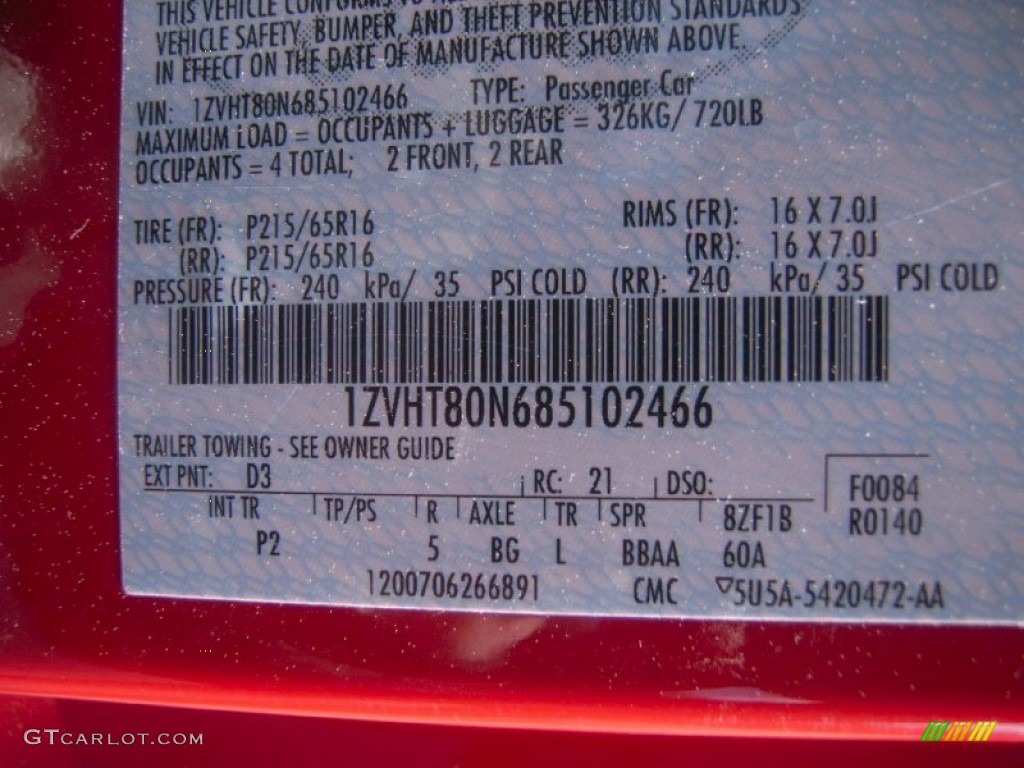 THIS VEHICLE CONFORMS TO
VEHICLE SAFETY, BUMPER, AND THEFT PREVENTION STANDARDS
IN EFFECT ON THE DATE OF MANUFACTURE SHOWN ABOVE.
VIN: 1ZVHT80N685102466 TYPE: Passenger Car
MAXIMUM LOAD = OCCUPANTS + LUGGAGE = 326KG/ 720LB
OCCUPANTS = 4 TOTAL; 2 FRONT, 2 REAR
TIRE (FR): P215/65R16 RIMS (FR): 16 X 7.0J
(RR): P215/65R16 (RR): 16 X 7.0J
PRESSURE (FR): 240 kPa/ 35 PSI COLD (RR): 240 kPa/ 35 PSI COLD
1ZVHT80N685102466
TRAILER TOWING - SEE OWNER GUIDE
EXT PNT: D3 RC: 21 DSO: F0084
INT TR TP/PS R AXLE TR SPR 8ZF1B R0140
P2 5 BG L BBAA 60A
1200706266891 CMC ▽5U5A-5420472-AA
GTCARLOT.COM